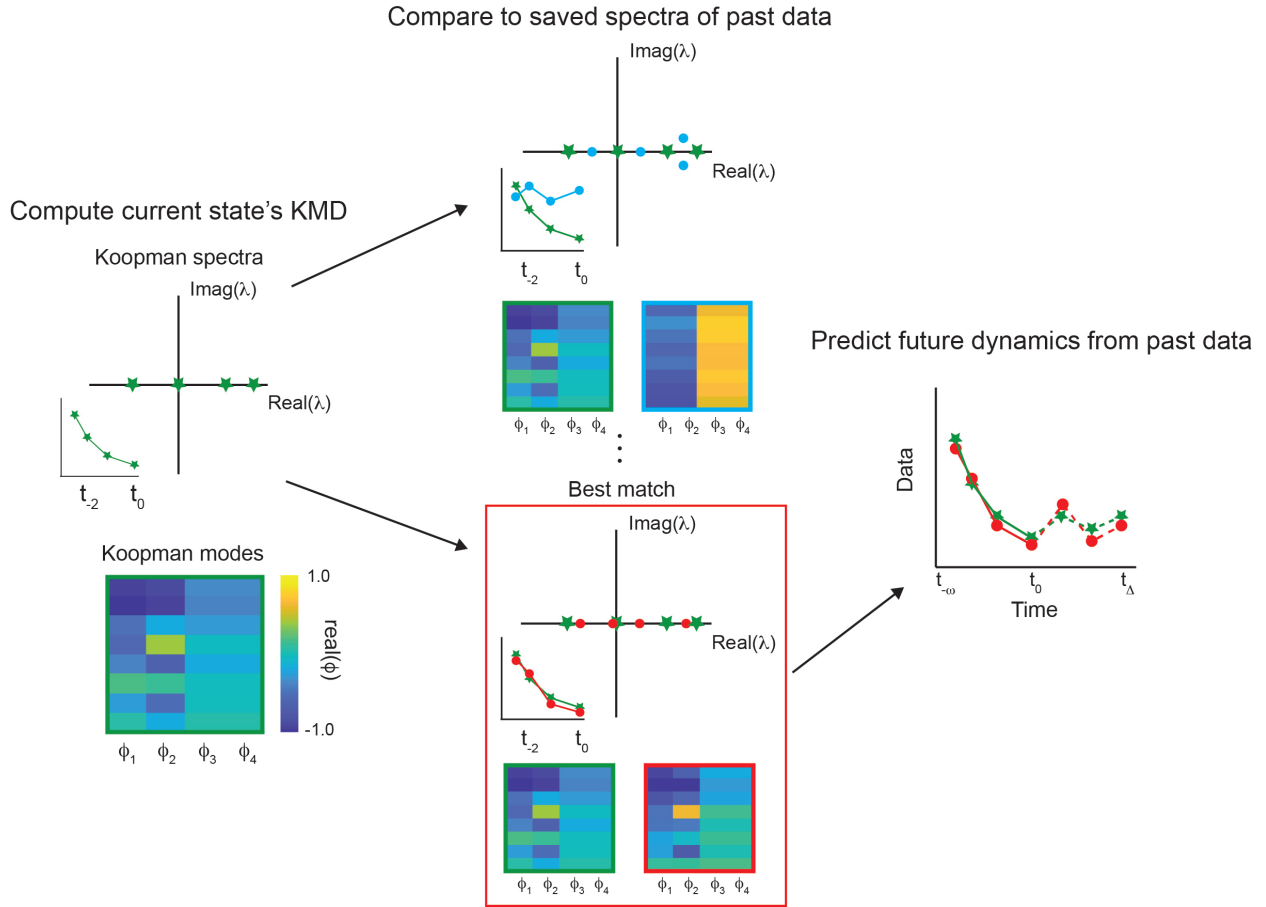 Compare to saved spectra of past data
Imag(λ)
Real(λ)
t-2 t0
ϕ1 ϕ2 ϕ3 ϕ4
ϕ1 ϕ2 ϕ3 ϕ4
Compute current state's KMD
Koopman spectra
Imag(λ)
Real(λ)
t-2 t0
Koopman modes
1.0
real(ϕ)
-1.0
ϕ1 ϕ2 ϕ3 ϕ4
Best match
Imag(λ)
Real(λ)
t-2 t0
ϕ1 ϕ2 ϕ3 ϕ4
ϕ1 ϕ2 ϕ3 ϕ4
Predict future dynamics from past data
Data
t-ω t0 tΔ
Time